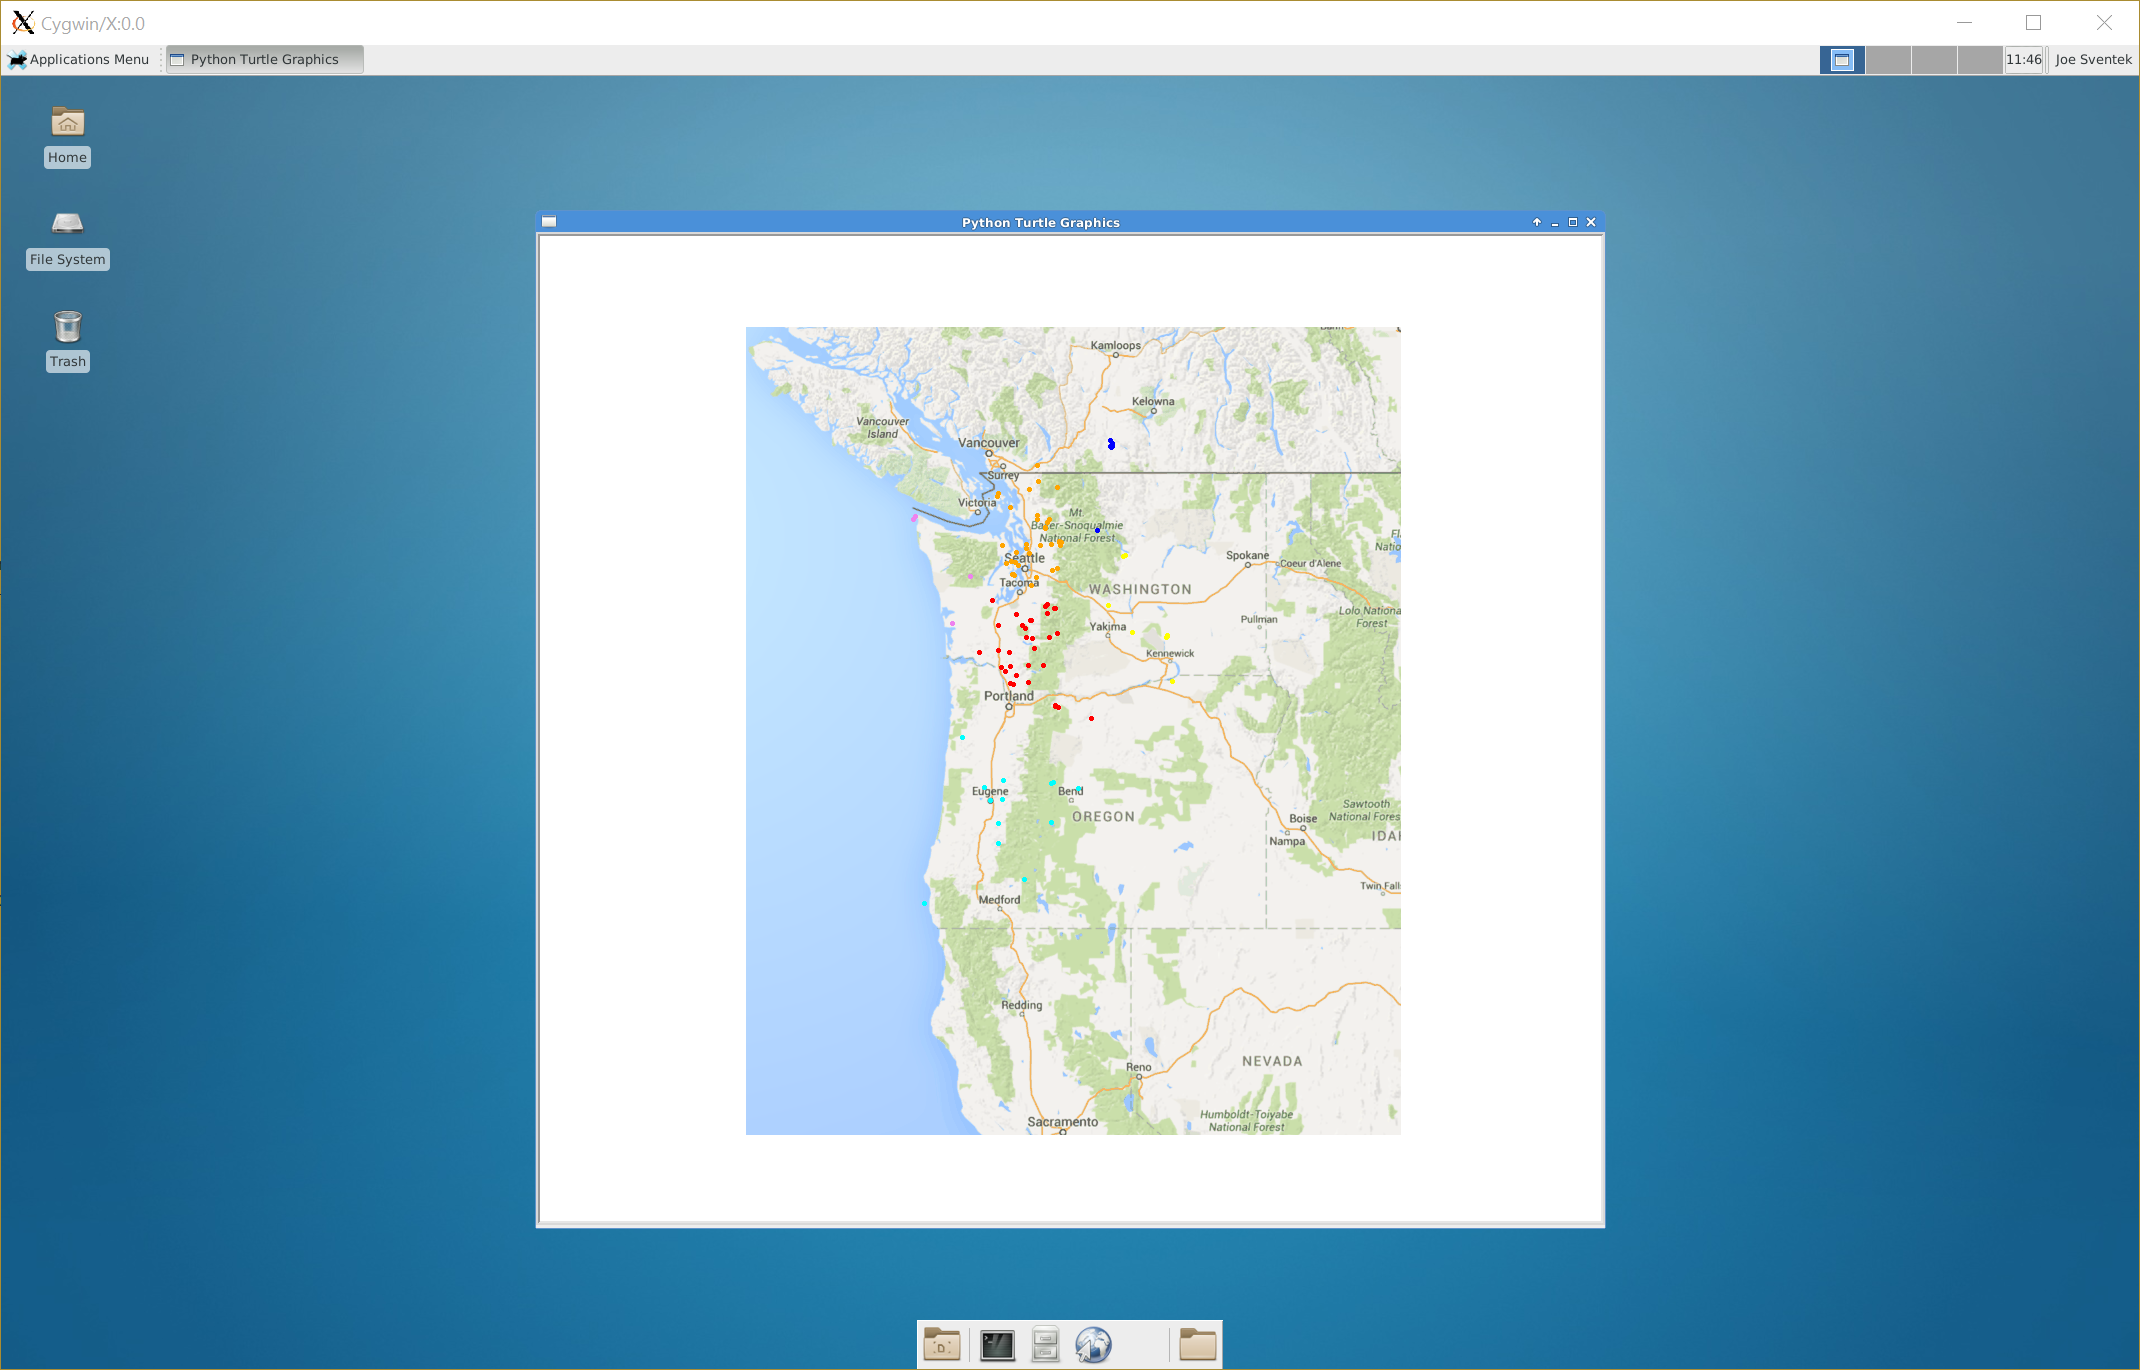 Cygwin/X:0.0
Applications Menu
Python Turtle Graphics
11:46
Joe Sventek
Home
File System
Trash
Python Turtle Graphics
Kamloops
Kelowna
Vancouver
Island
Vancouver
Surrey
Victoria
Mt.
Baker-Snoqualmie
National Forest
Seattle
Spokane
Coeur d'Alene
Tacoma
WASHINGTON
Lolo Nationa
Forest
Pullman
Yakima
Kennewick
Portland
Eugene
Bend
OREGON
Sawtooth
National Fores
Boise
Nampa
IDAH
Twin Fall
Medford
Redding
NEVADA
Reno
Humboldt-Toiyabe
National Forest
Sacramento
D